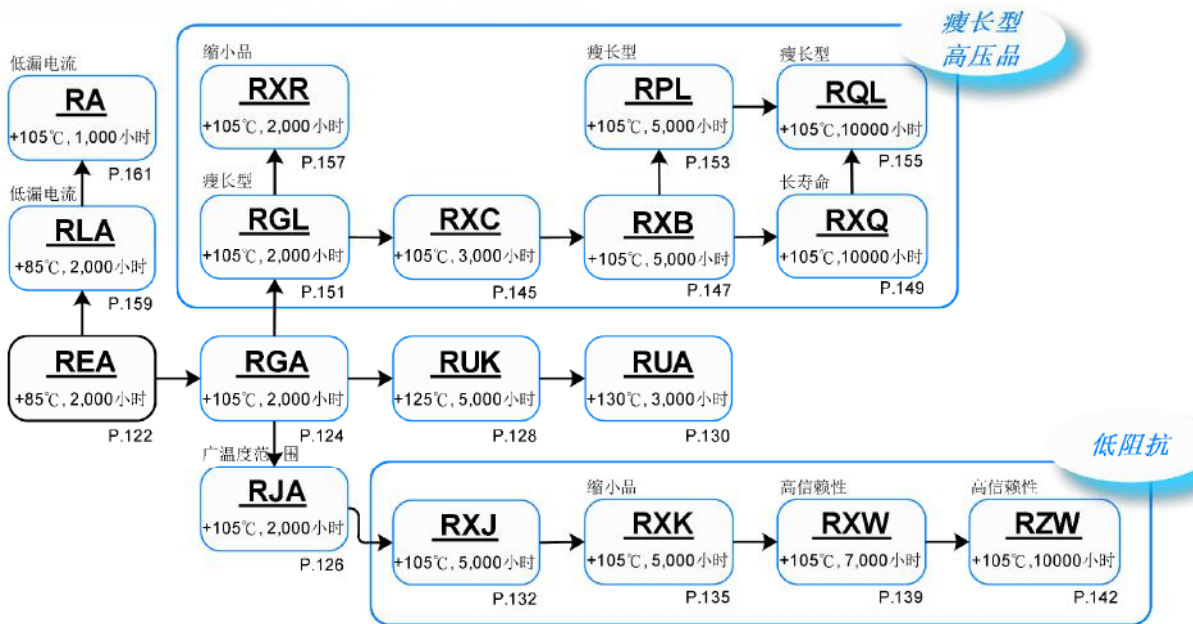 瘦长型
高压品
低漏电流
RA
+105℃, 1,000小时
P.161
缩小品
RXR
+105℃, 2,000小时
P.157
瘦长型
RPL
+105℃, 5,000小时
P.153
瘦长型
RQL
+105℃, 10000小时
P.155
低漏电流
RLA
+85℃, 2,000小时
P.159
瘦长型
RGL
+105℃, 2,000小时
P.151
RXC
+105℃, 3,000小时
P.145
RXB
+105℃, 5,000小时
P.147
长寿命
RXQ
+105℃, 10000小时
P.149
REA
+85℃, 2,000小时
P.122
RGA
+105℃, 2,000小时
P.124
RUK
+125℃, 5,000小时
P.128
RUA
+130℃, 3,000小时
P.130
低阻抗
广温度范围
RJA
+105℃, 2,000小时
P.126
RXJ
+105℃, 5,000小时
P.132
缩小品
RXK
+105℃, 5,000小时
P.135
高信赖性
RXW
+105℃, 7,000小时
P.139
高信赖性
RZW
+105℃, 10000小时
P.142